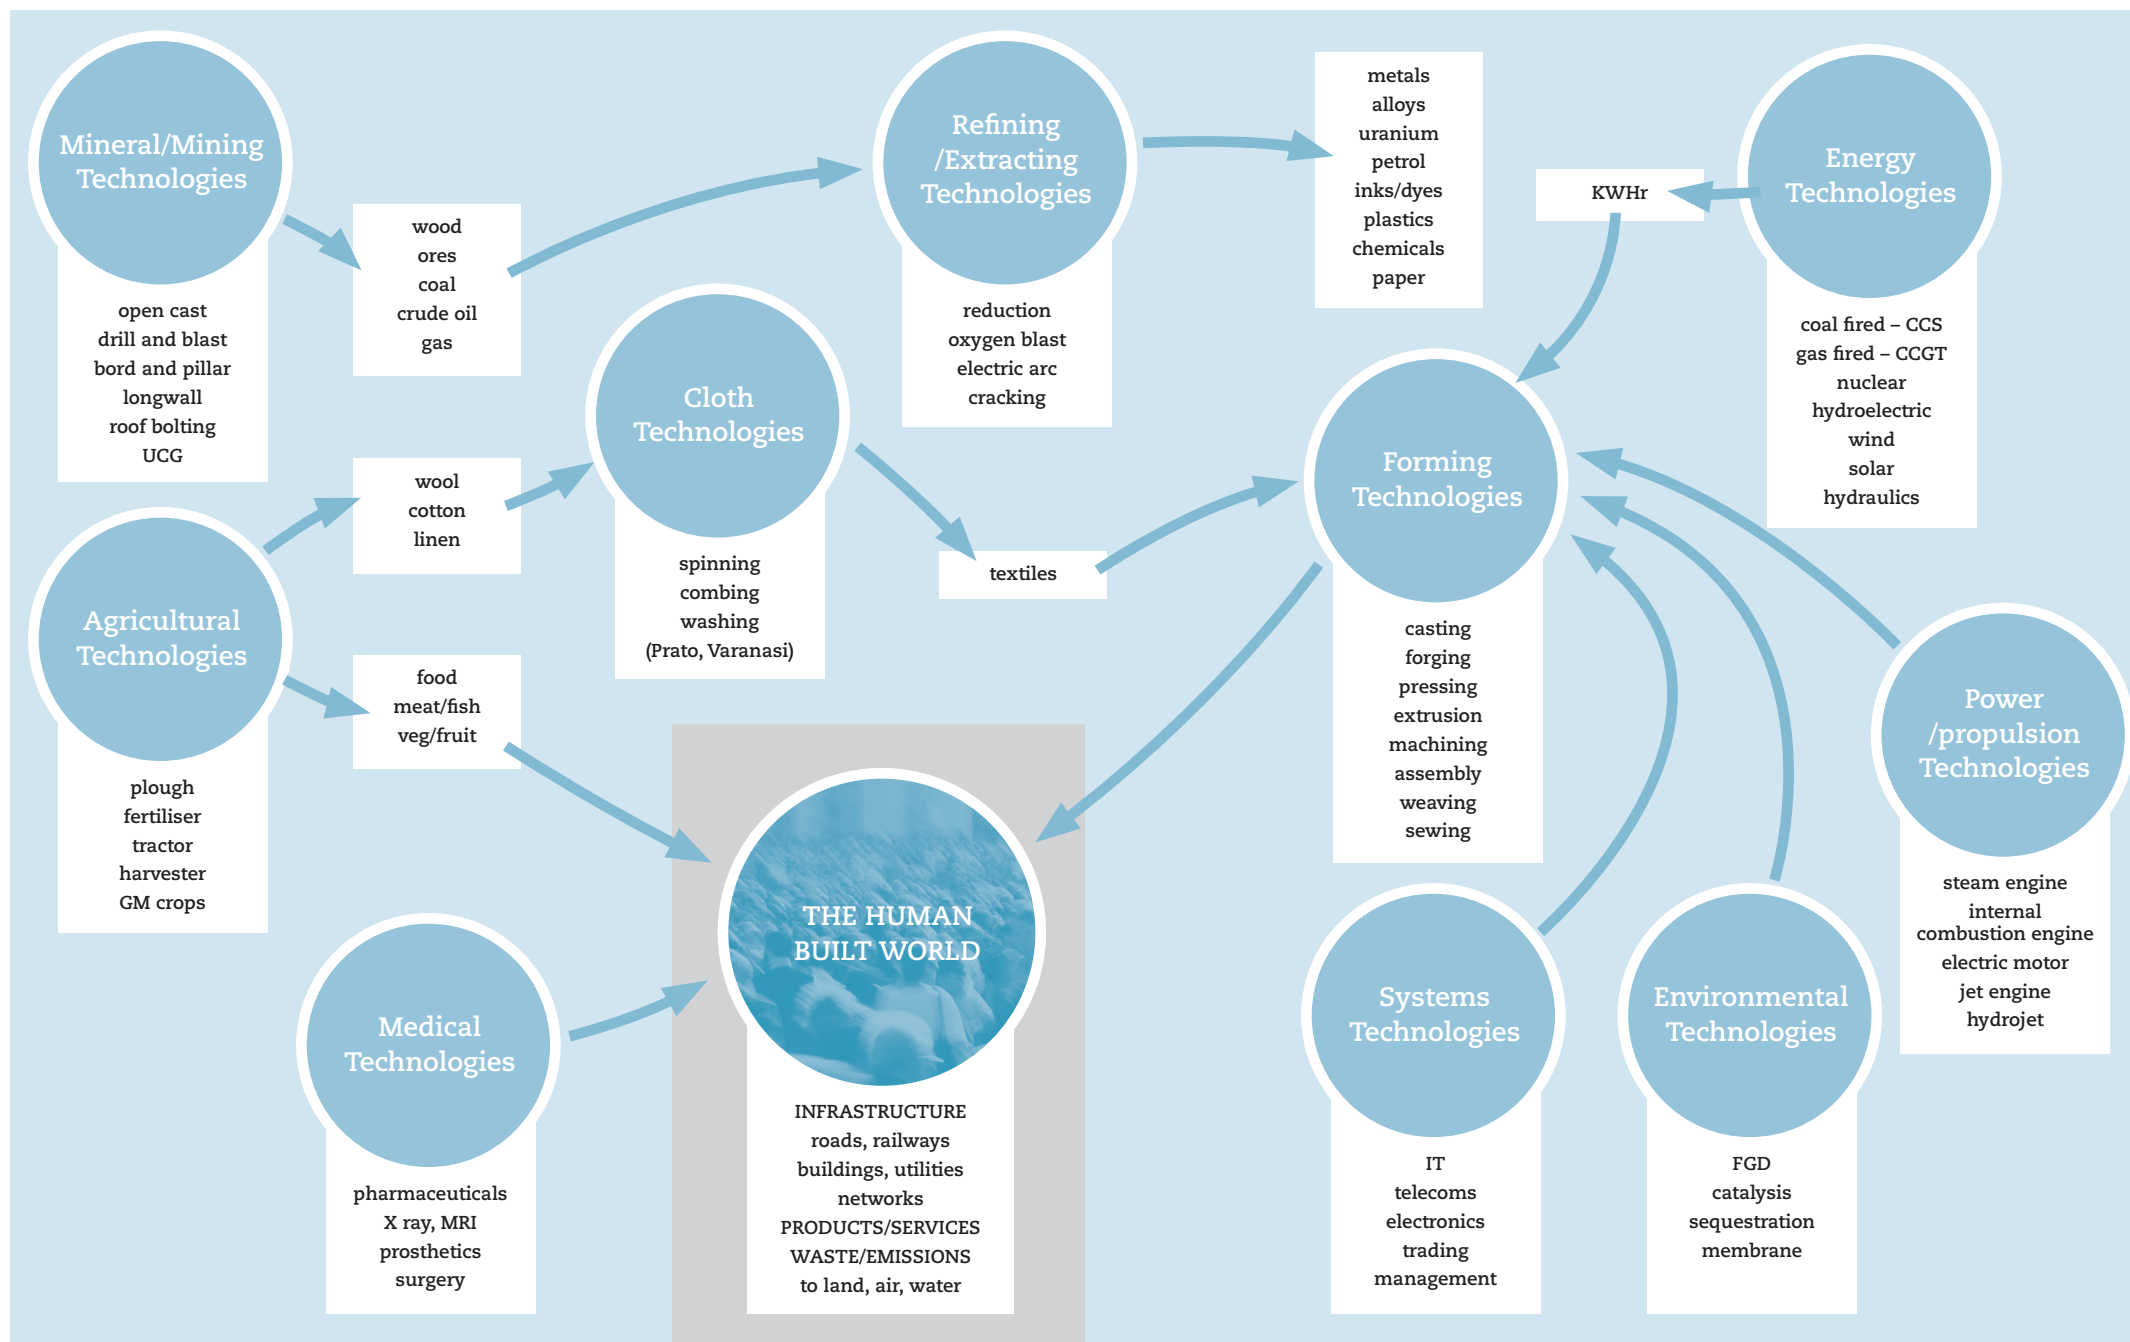 Mineral/Mining
Technologies
open cast
drill and blast
bord and pillar
longwall
roof bolting
UCG
wood
ores
coal
crude oil
gas
Refining
/Extracting
Technologies
reduction
oxygen blast
electric arc
cracking
metals
alloys
uranium
petrol
inks/dyes
plastics
chemicals
paper
KWHr
Energy
Technologies
coal fired – CCS
gas fired – CCGT
nuclear
hydroelectric
wind
solar
hydraulics
Cloth
Technologies
spinning
combing
washing
(Prato, Varanasi)
wool
cotton
linen
textiles
Forming
Technologies
casting
forging
pressing
extrusion
machining
assembly
weaving
sewing
Agricultural
Technologies
plough
fertiliser
tractor
harvester
GM crops
food
meat/fish
veg/fruit
Power
/propulsion
Technologies
steam engine
internal
combustion engine
electric motor
jet engine
hydrojet
THE HUMAN
BUILT WORLD
INFRASTRUCTURE
roads, railways
buildings, utilities
networks
PRODUCTS/SERVICES
WASTE/EMISSIONS
to land, air, water
Medical
Technologies
pharmaceuticals
X ray, MRI
prosthetics
surgery
Systems
Technologies
IT
telecoms
electronics
trading
management
Environmental
Technologies
FGD
catalysis
sequestration
membrane